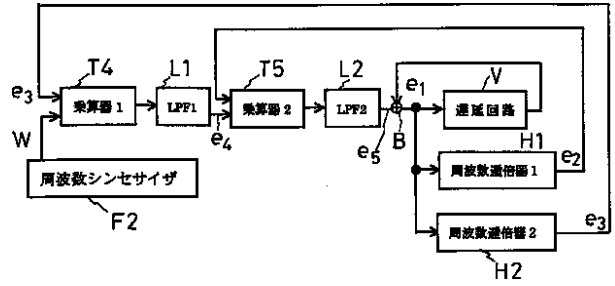 T4
L1
T5
L2
e3
乗算器1
LPF1
e4
乗算器2
LPF2
e5
B
e1
V
遅延回路
H1
周波数逓倍器1
e2
W
周波数シンセサイザ
F2
周波数逓倍器2
e3
H2